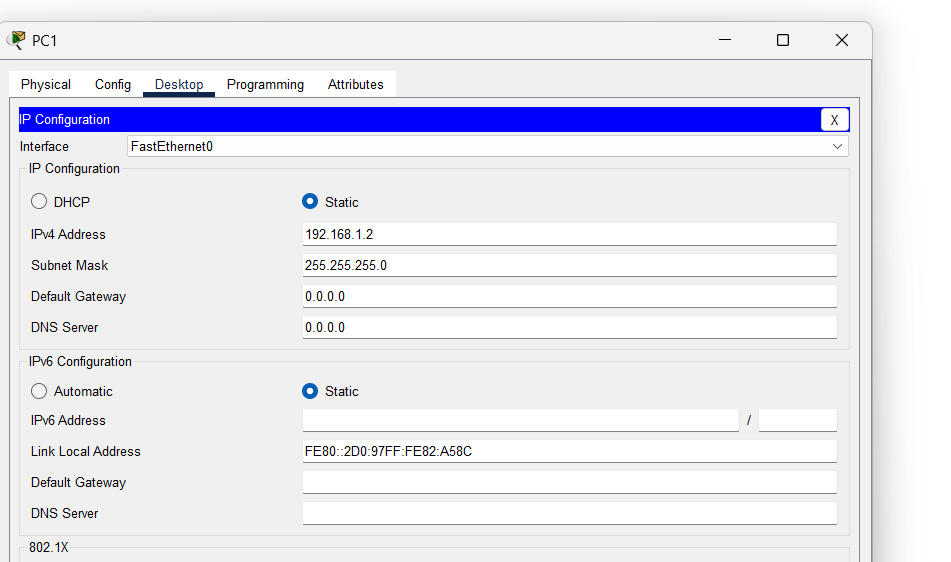 PC1
Physical Config Desktop Programming Attributes
IP Configuration X
Interface FastEthernet0
IP Configuration
DHCP Static
IPv4 Address 192.168.1.2
Subnet Mask 255.255.255.0
Default Gateway 0.0.0.0
DNS Server 0.0.0.0
IPv6 Configuration
Automatic Static
IPv6 Address /
Link Local Address FE80::2D0:97FF:FE82:A58C
Default Gateway
DNS Server
802.1X